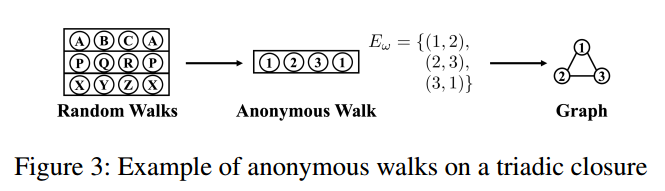 A B C A
P Q R P
X Y Z X
Random Walks
1 2 3 1
Anonymous Walk
E_ω = {(1, 2),
(2, 3),
(3, 1)}
1
2 3
Graph
Figure 3: Example of anonymous walks on a triadic closure